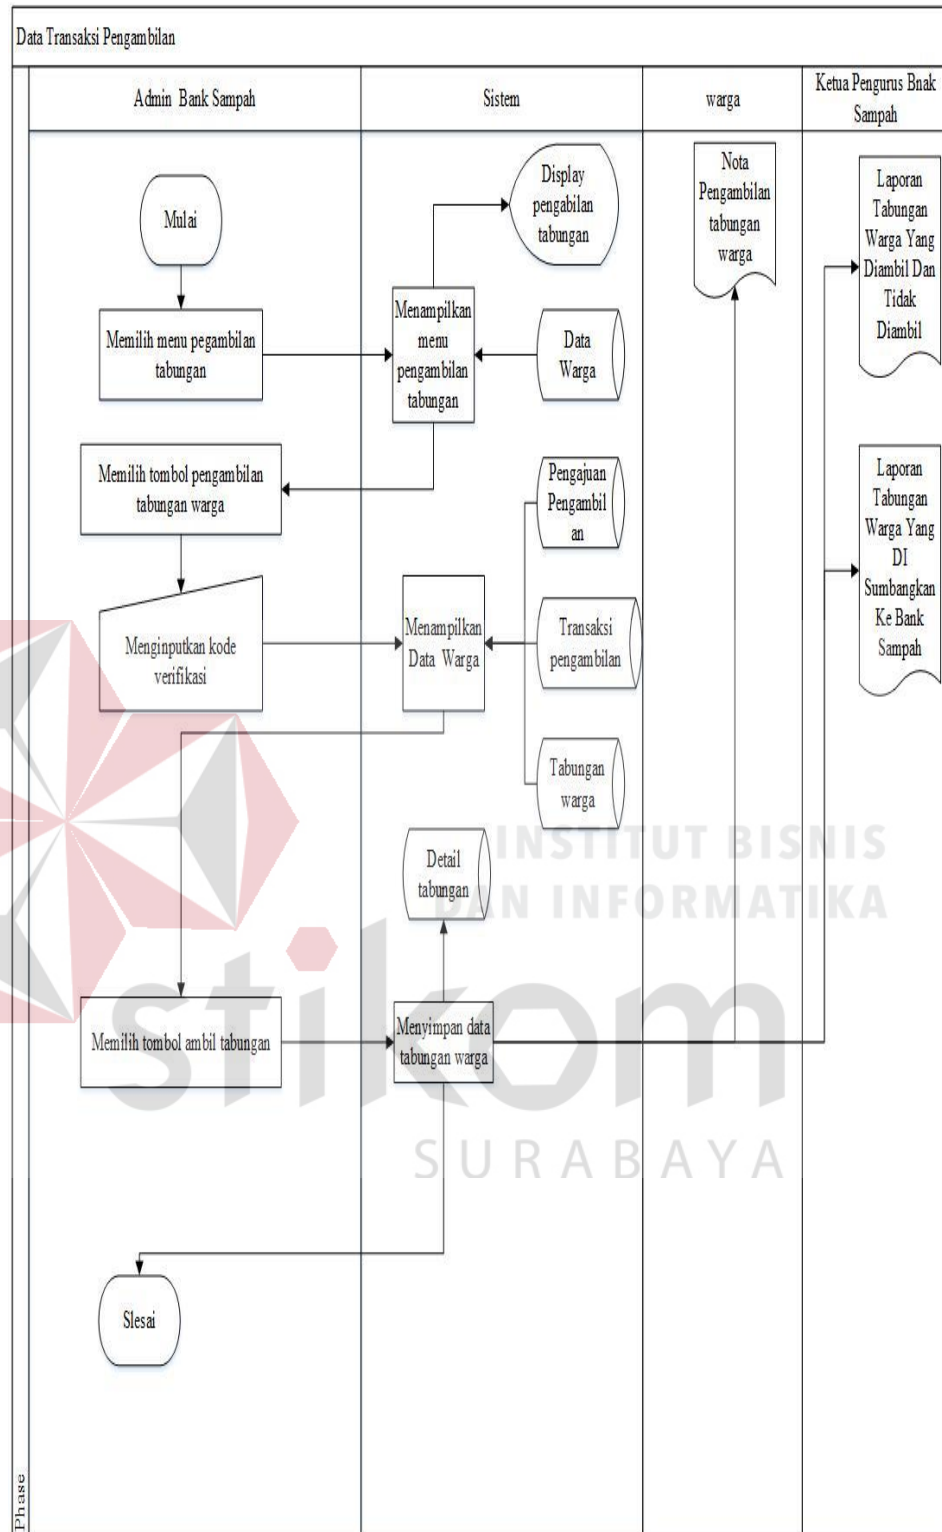 Data Transaksi Pengambilan
Admin Bank Sampah
Sistem
warga
Ketua Pengurus Bnak
Sampah
Mulai
Display
pengabilan
tabungan
Nota
Pengambilan
tabungan
warga
Laporan
Tabungan
Warga Yang
Diambil Dan
Tidak
Diambil
Memilih menu pegambilan
tabungan
Menampilkan
menu
pengambilan
tabungan
Data
Warga
Memilih tombol pengambilan
tabungan warga
Pengajuan
Pengambil
an
Laporan
Tabungan
Warga Yang
DI
Sumbangkan
Ke Bank
Sampah
Menginputkan kode
verifikasi
Menampilkan
Data Warga
Transaksi
pengambilan
Tabungan
warga
Detail
tabungan
INSTITUT BISNIS
DAN INFORMATIKA
stikom
SURABAYA
Memilih tombol ambil tabungan
Menyimpan data
tabungan warga
Slesai
Phase